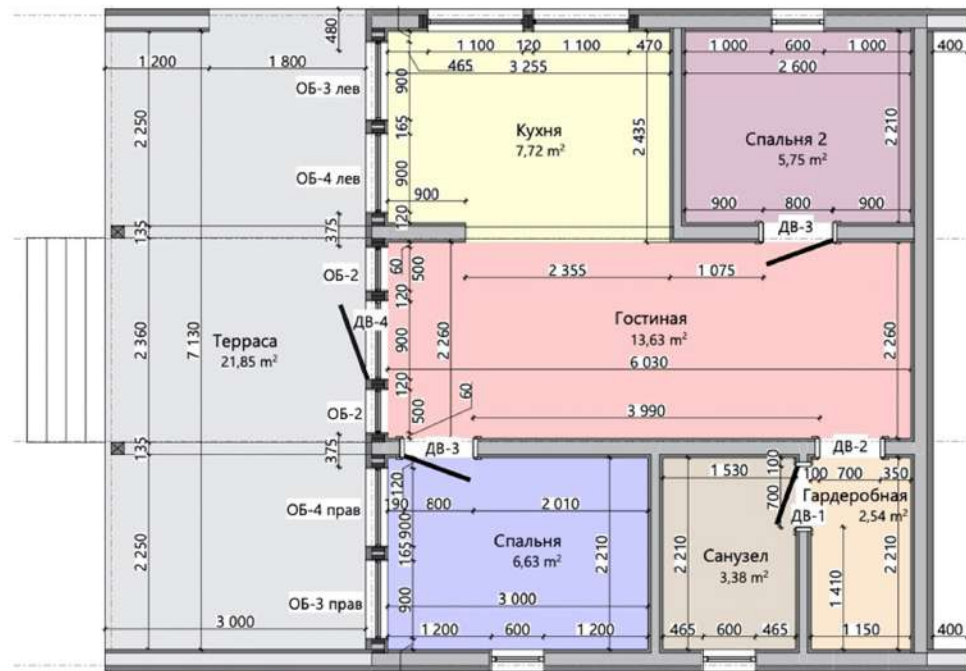 480
1 100 120 1 100 470
1 000 600 1 000
400
1 200 1 800
465 3 255
2 600
ОБ-3 лев
900
2 250
165
Кухня
7,72 m²
2 435
Спальня 2
5,75 m²
2 210
ОБ-4 лев
900
900
900 800 900
120
135
375
ДВ-3
60
500
ОБ-2
2 355 1 075
120
ДВ-4
Терраса
21,85 m²
2 360
7 130
900
2 260
Гостиная
13,63 m²
2 260
6 030
120
60
ОБ-2
500
3 990
135
375
ДВ-3
ДВ-2
120
190 800 2 010
1 530
100
100 700 350
700
Гардеробная
2,54 m²
ОБ-4 прав
900
ДВ-1
2 250
165
Спальня
6,63 m²
2 210
2 210
Санузел
3,38 m²
2 210
1 410
ОБ-3 прав
900
3 000
3 000
1 200 600 1 200
465 600 465
1 150
400